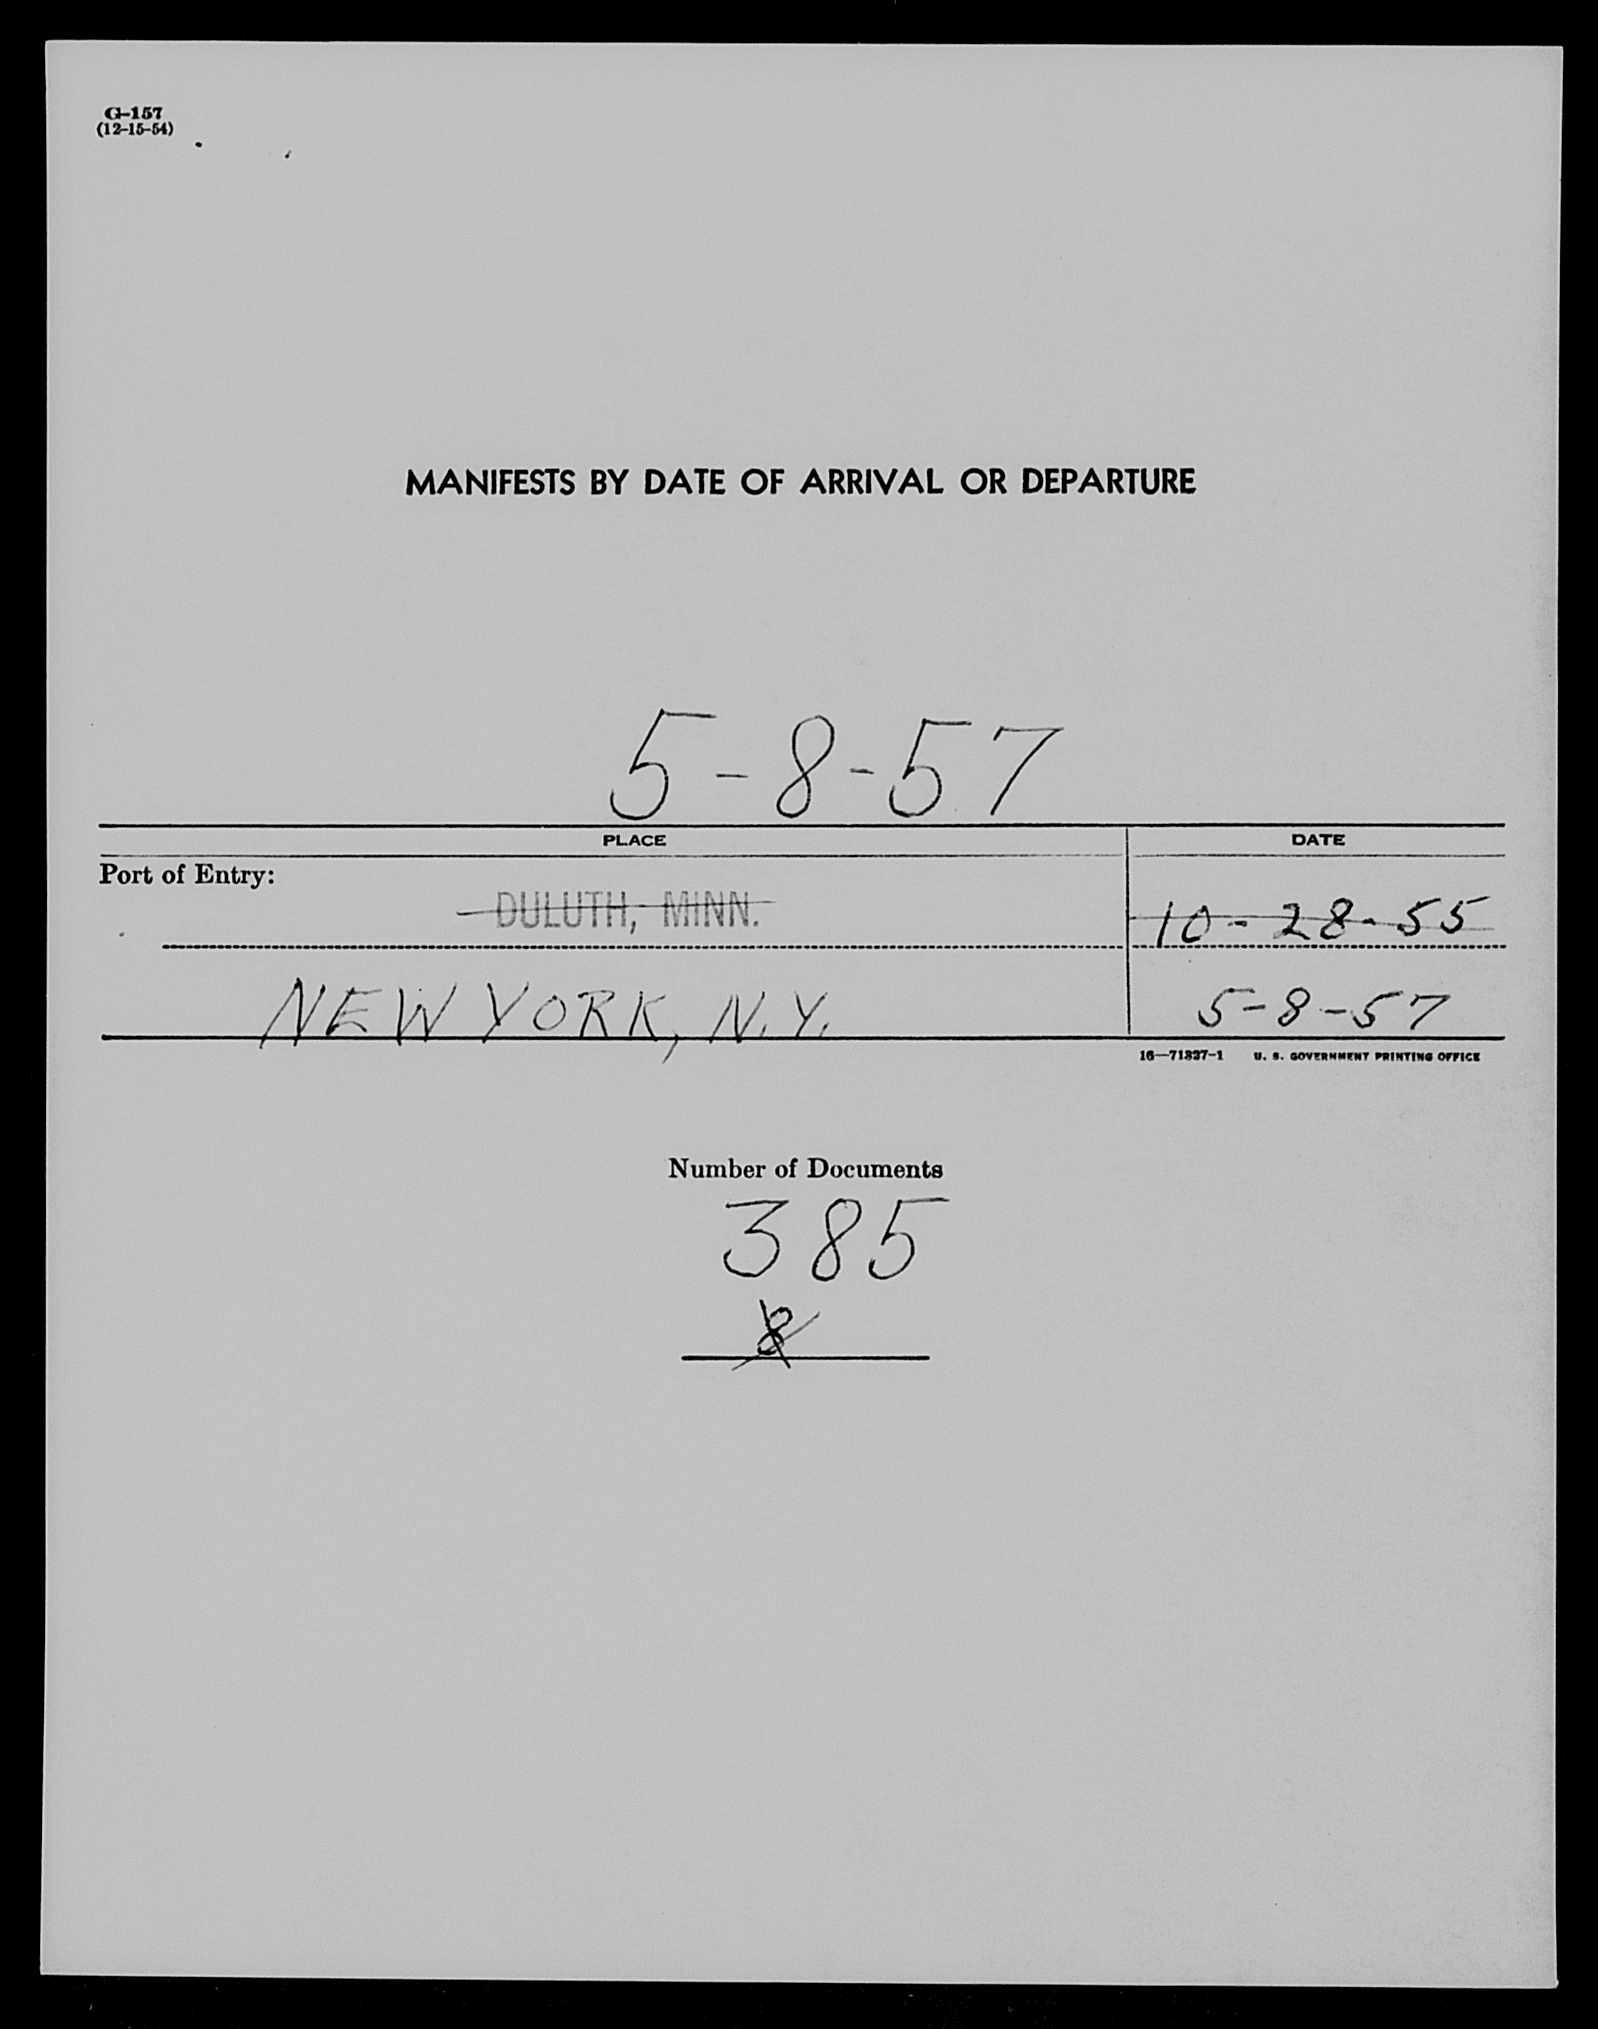 G-157
(12-15-54)
MANIFESTS BY DATE OF ARRIVAL OR DEPARTURE
5-8-57
PLACE DATE
Port of Entry:
DULUTH, MINN. 10-28-55
NEW YORK, N.Y. 5-8-57
16—71327-1 U. S. GOVERNMENT PRINTING OFFICE
Number of Documents
385
8